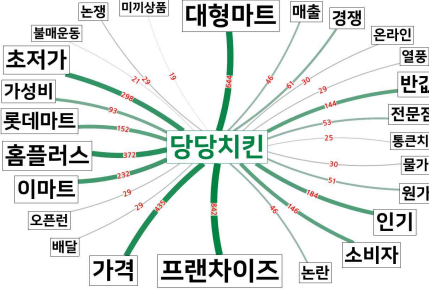 논쟁
미끼상품
대형마트
매출
경쟁
불매운동
온라인
초저가
열풍
21
29
19
544
46
61
30
29
가성비
298
144
반값
93
53
전문점
롯데마트
152
당당치킨
25
통큰치
홈플러스
372
30
물가
이마트
232
51
원가
29
184
오픈런
29
435
842
46
146
인기
배달
소비자
가격
프랜차이즈
논란